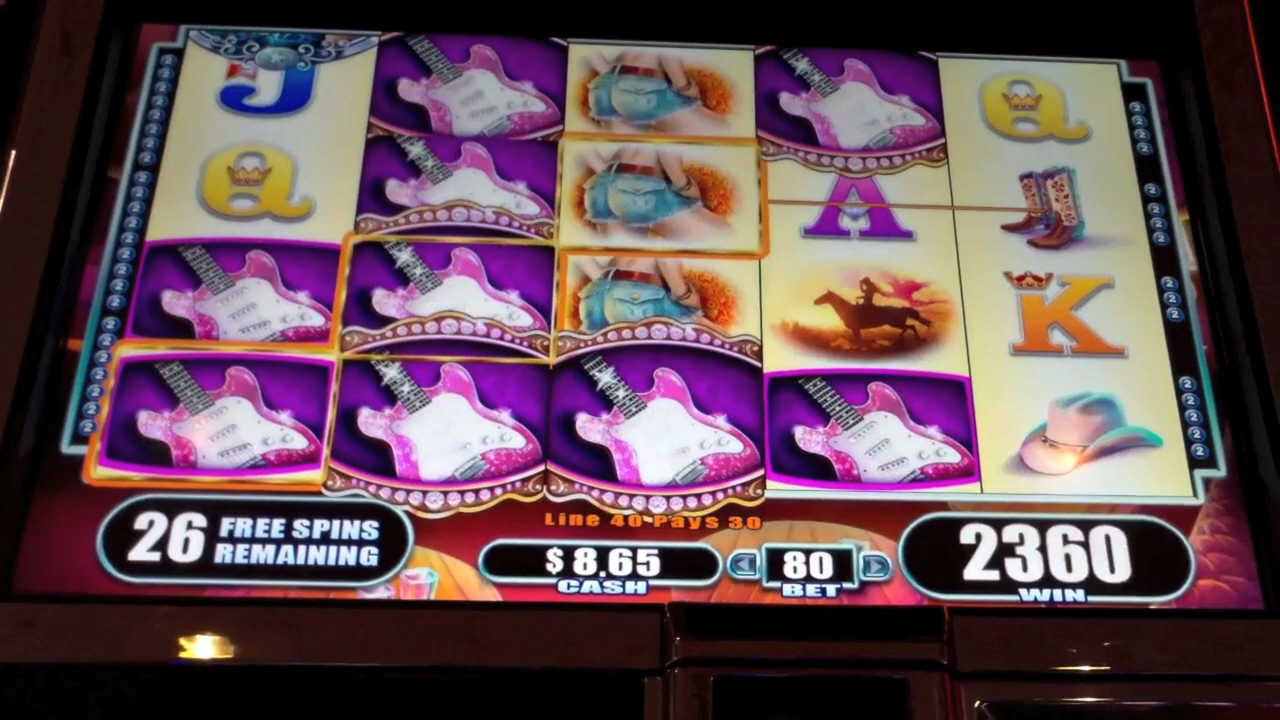 J
Q
Q
A
K
26 FREE SPINS REMAINING
Line 40 Pays 30
$8.65
CASH
80
BET
2360
WIN